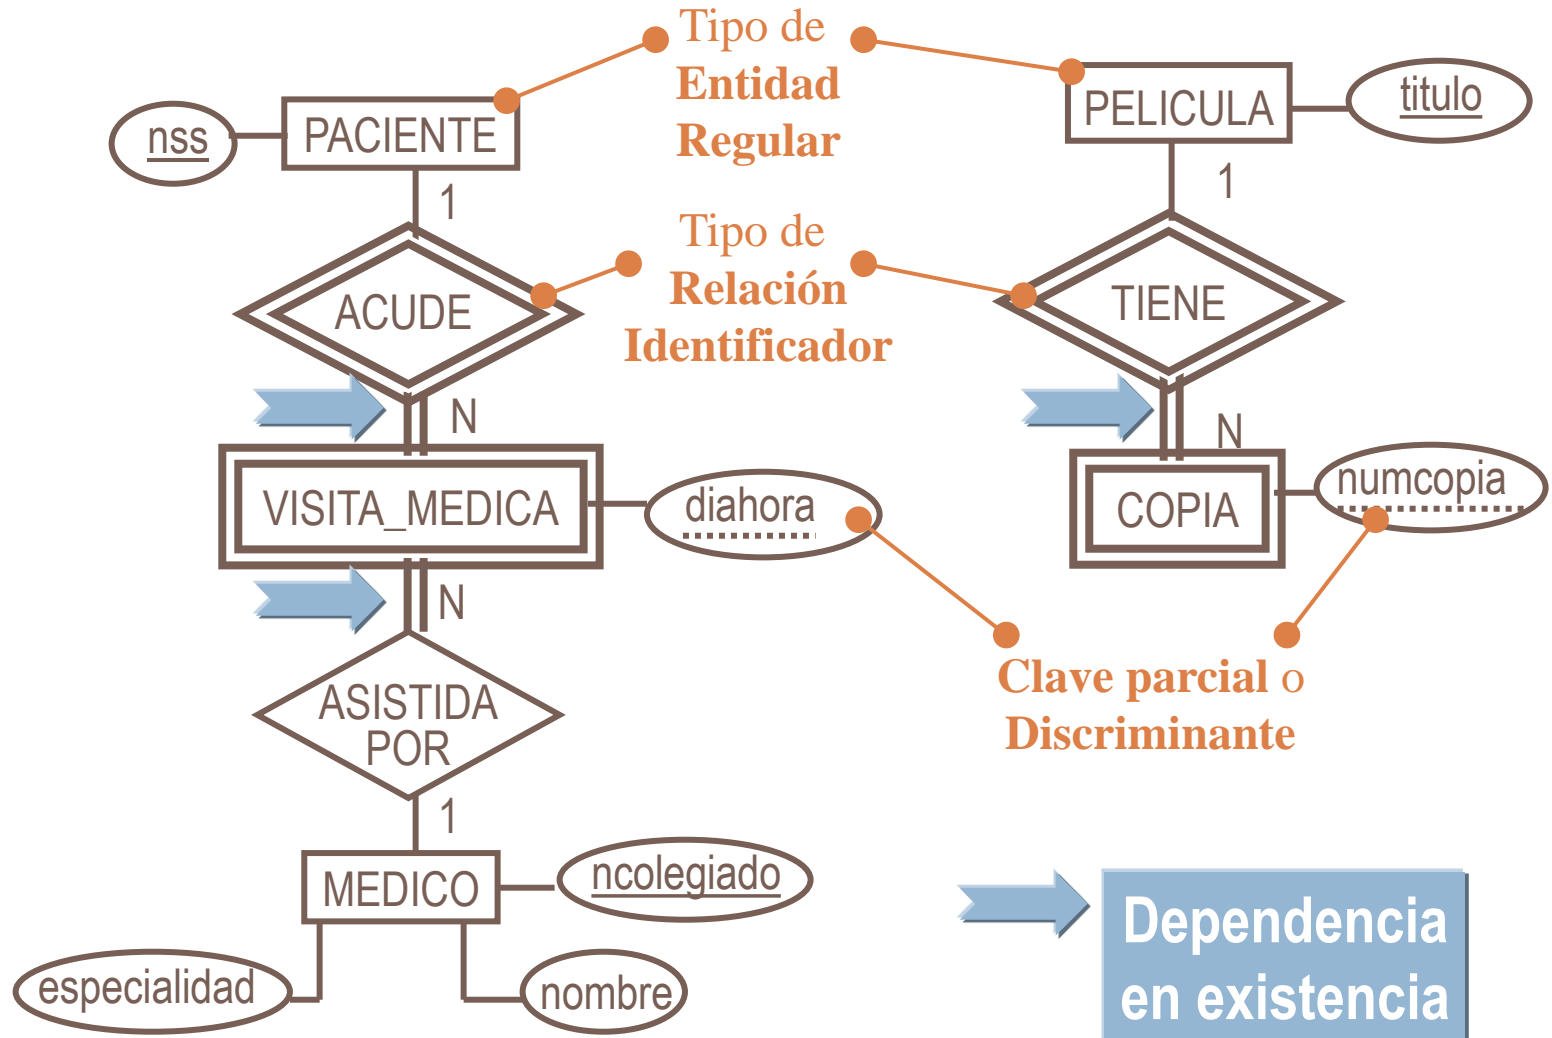 Tipo de
Entidad
Regular
nss
PACIENTE
PELICULA
titulo
1
1
Tipo de
Relación
Identificador
ACUDE
TIENE
N
N
VISITA_MEDICA
diahora
COPIA
numcopia
N
ASISTIDA
POR
Clave parcial o
Discriminante
1
MEDICO
ncolegiado
especialidad
nombre
Dependencia
en existencia